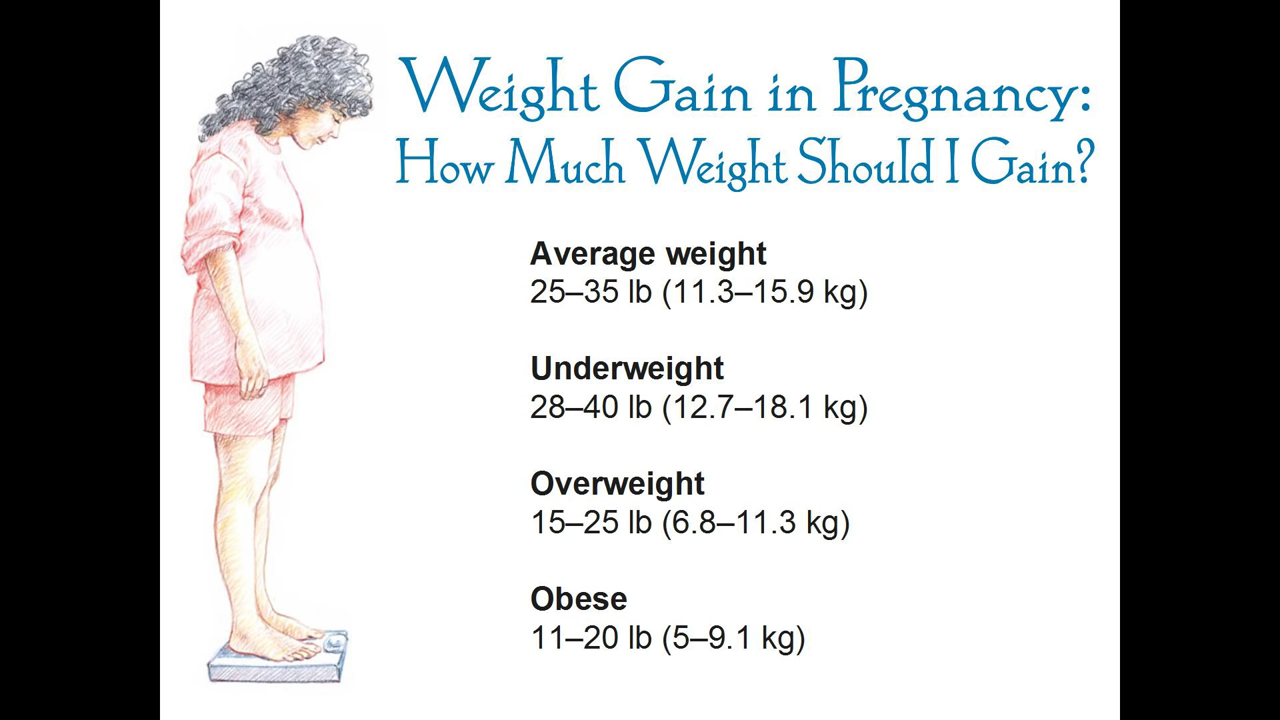 Weight Gain in Pregnancy:
How Much Weight Should I Gain?
Average weight
25–35 lb (11.3–15.9 kg)
Underweight
28–40 lb (12.7–18.1 kg)
Overweight
15–25 lb (6.8–11.3 kg)
Obese
11–20 lb (5–9.1 kg)